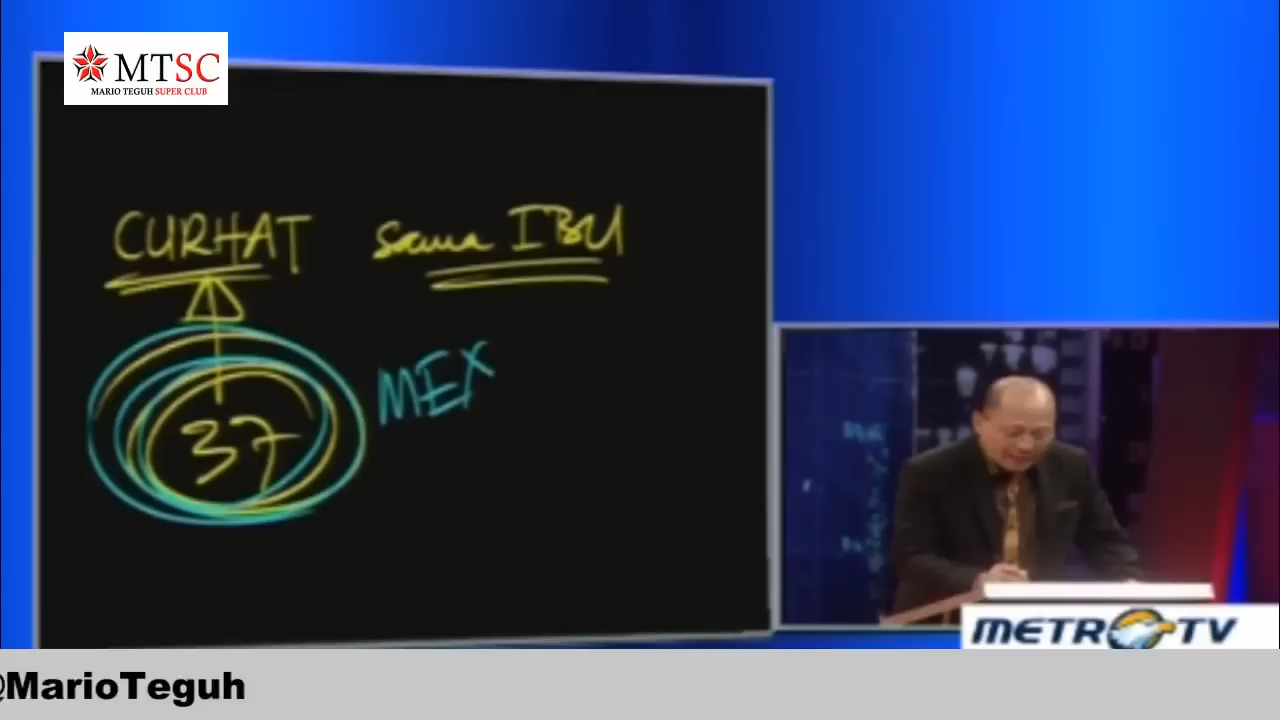 MTSC
MARIO TEGUH SUPER CLUB
CURHAT sama IBU
37 MEX
METRO TV
@MarioTeguh